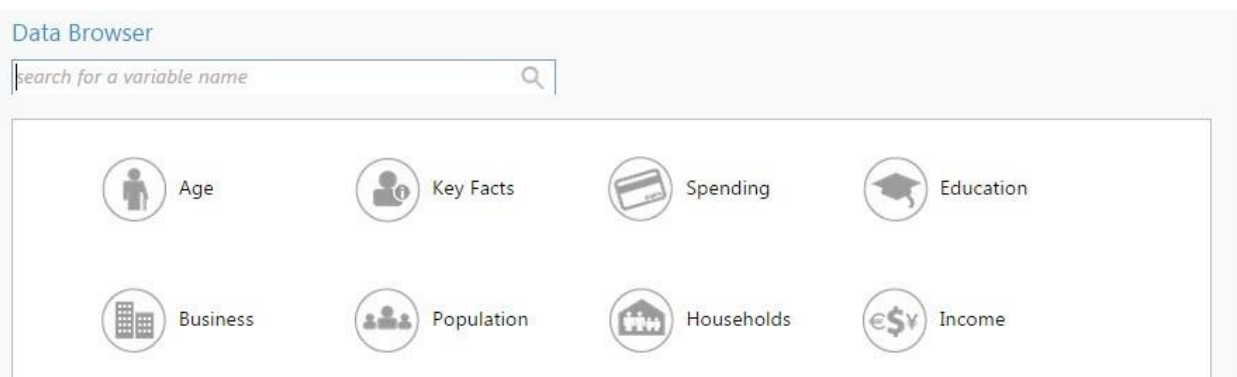 Data Browser
search for a variable name
Age Key Facts Spending Education
Business Population Households Income